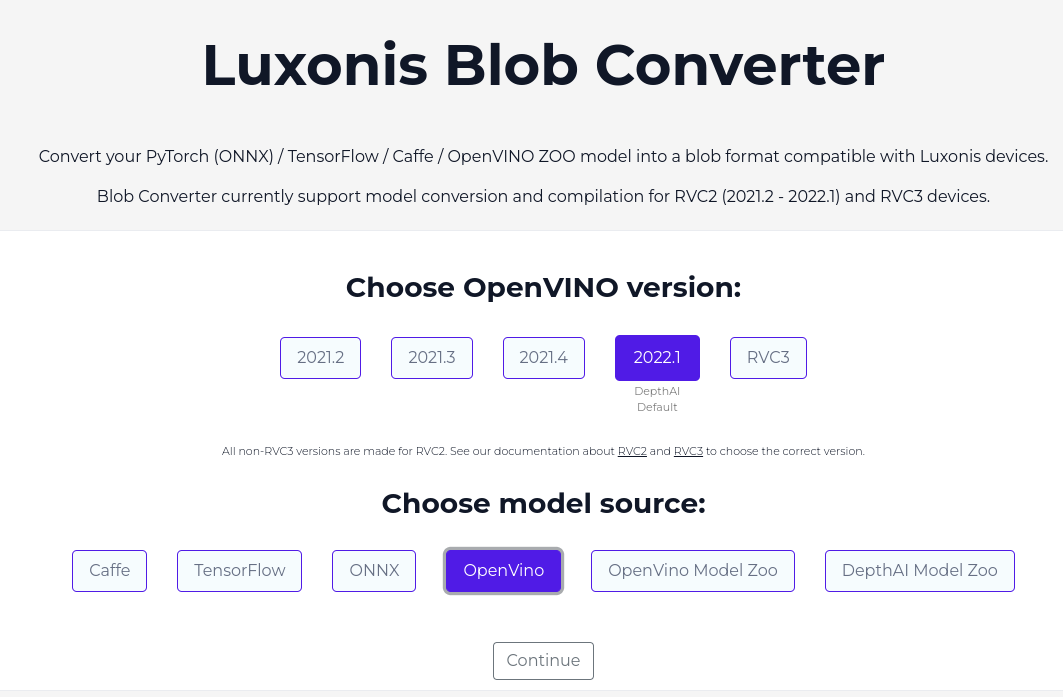 Luxonis Blob Converter
Convert your PyTorch (ONNX) / TensorFlow / Caffe / OpenVINO ZOO model into a blob format compatible with Luxonis devices.
Blob Converter currently support model conversion and compilation for RVC2 (2021.2 - 2022.1) and RVC3 devices.
Choose OpenVINO version:
2021.2 2021.3 2021.4 2022.1 RVC3
DepthAI
Default
All non-RVC3 versions are made for RVC2. See our documentation about RVC2 and RVC3 to choose the correct version.
Choose model source:
Caffe TensorFlow ONNX OpenVino OpenVino Model Zoo DepthAI Model Zoo
Continue